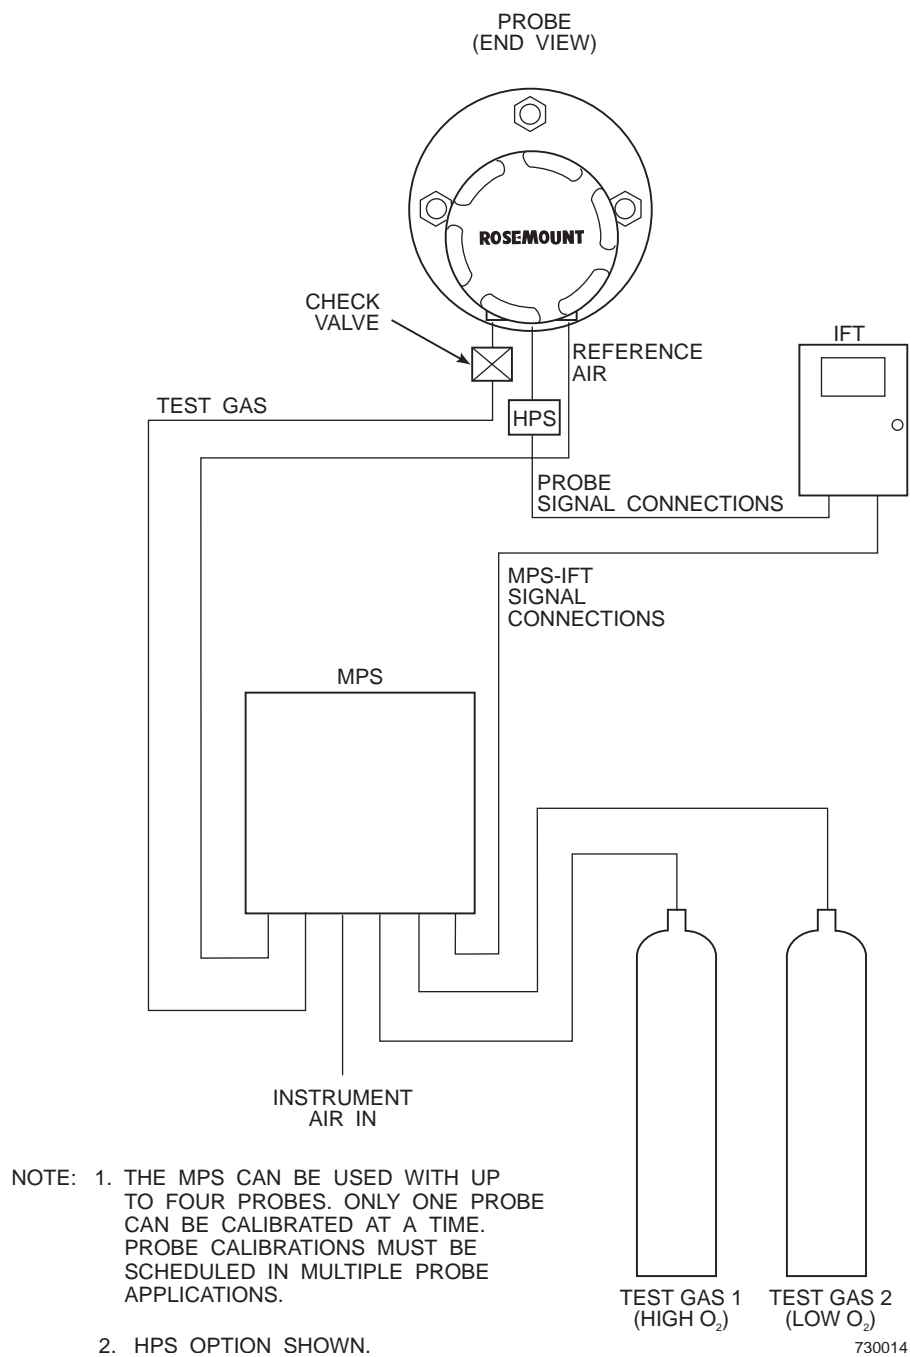 PROBE
(END VIEW)
ROSEMOUNT
CHECK
VALVE
REFERENCE
AIR
IFT
TEST GAS
HPS
PROBE
SIGNAL CONNECTIONS
MPS-IFT
SIGNAL
CONNECTIONS
MPS
INSTRUMENT
AIR IN
NOTE: 1. THE MPS CAN BE USED WITH UP
TO FOUR PROBES. ONLY ONE PROBE
CAN BE CALIBRATED AT A TIME.
PROBE CALIBRATIONS MUST BE
SCHEDULED IN MULTIPLE PROBE
APPLICATIONS.
2. HPS OPTION SHOWN.
TEST GAS 1
(HIGH O₂)
TEST GAS 2
(LOW O₂)
730014